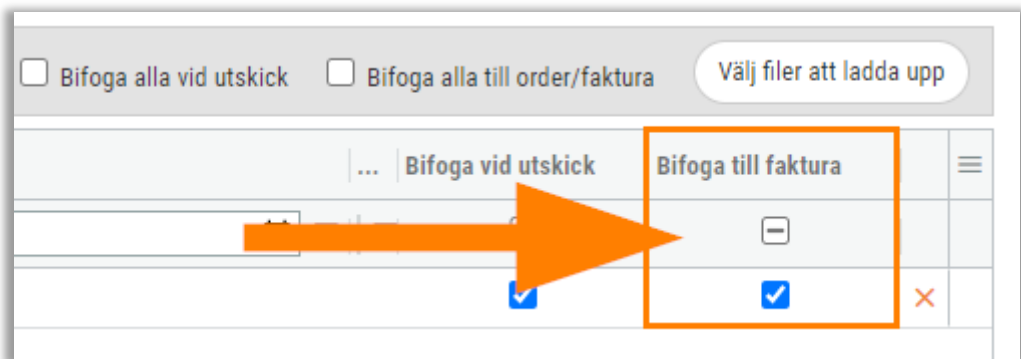 Bifoga alla vid utskick Bifoga alla till order/faktura Välj filer att ladda upp
... Bifoga vid utskick Bifoga till faktura